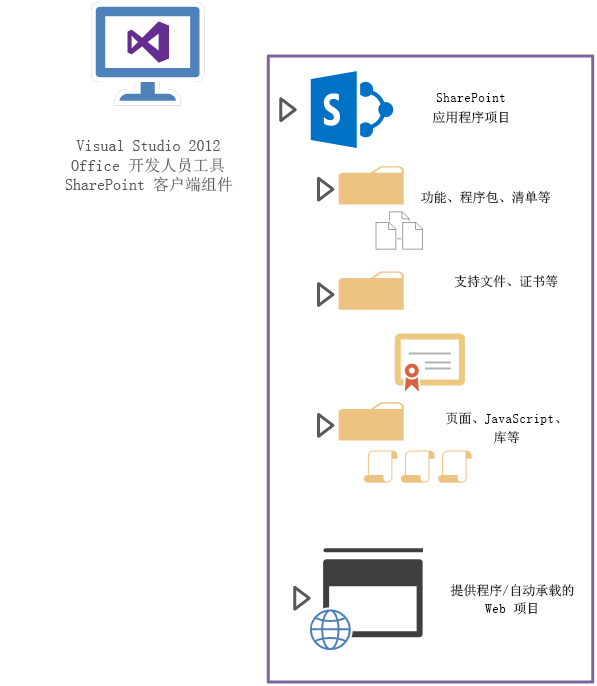 Visual Studio 2012
Office 开发人员工具
SharePoint 客户端组件
S
SharePoint
应用程序项目
功能、程序包、清单等
支持文件、证书等
页面、JavaScript、
库等
提供程序/自动承载的
Web 项目